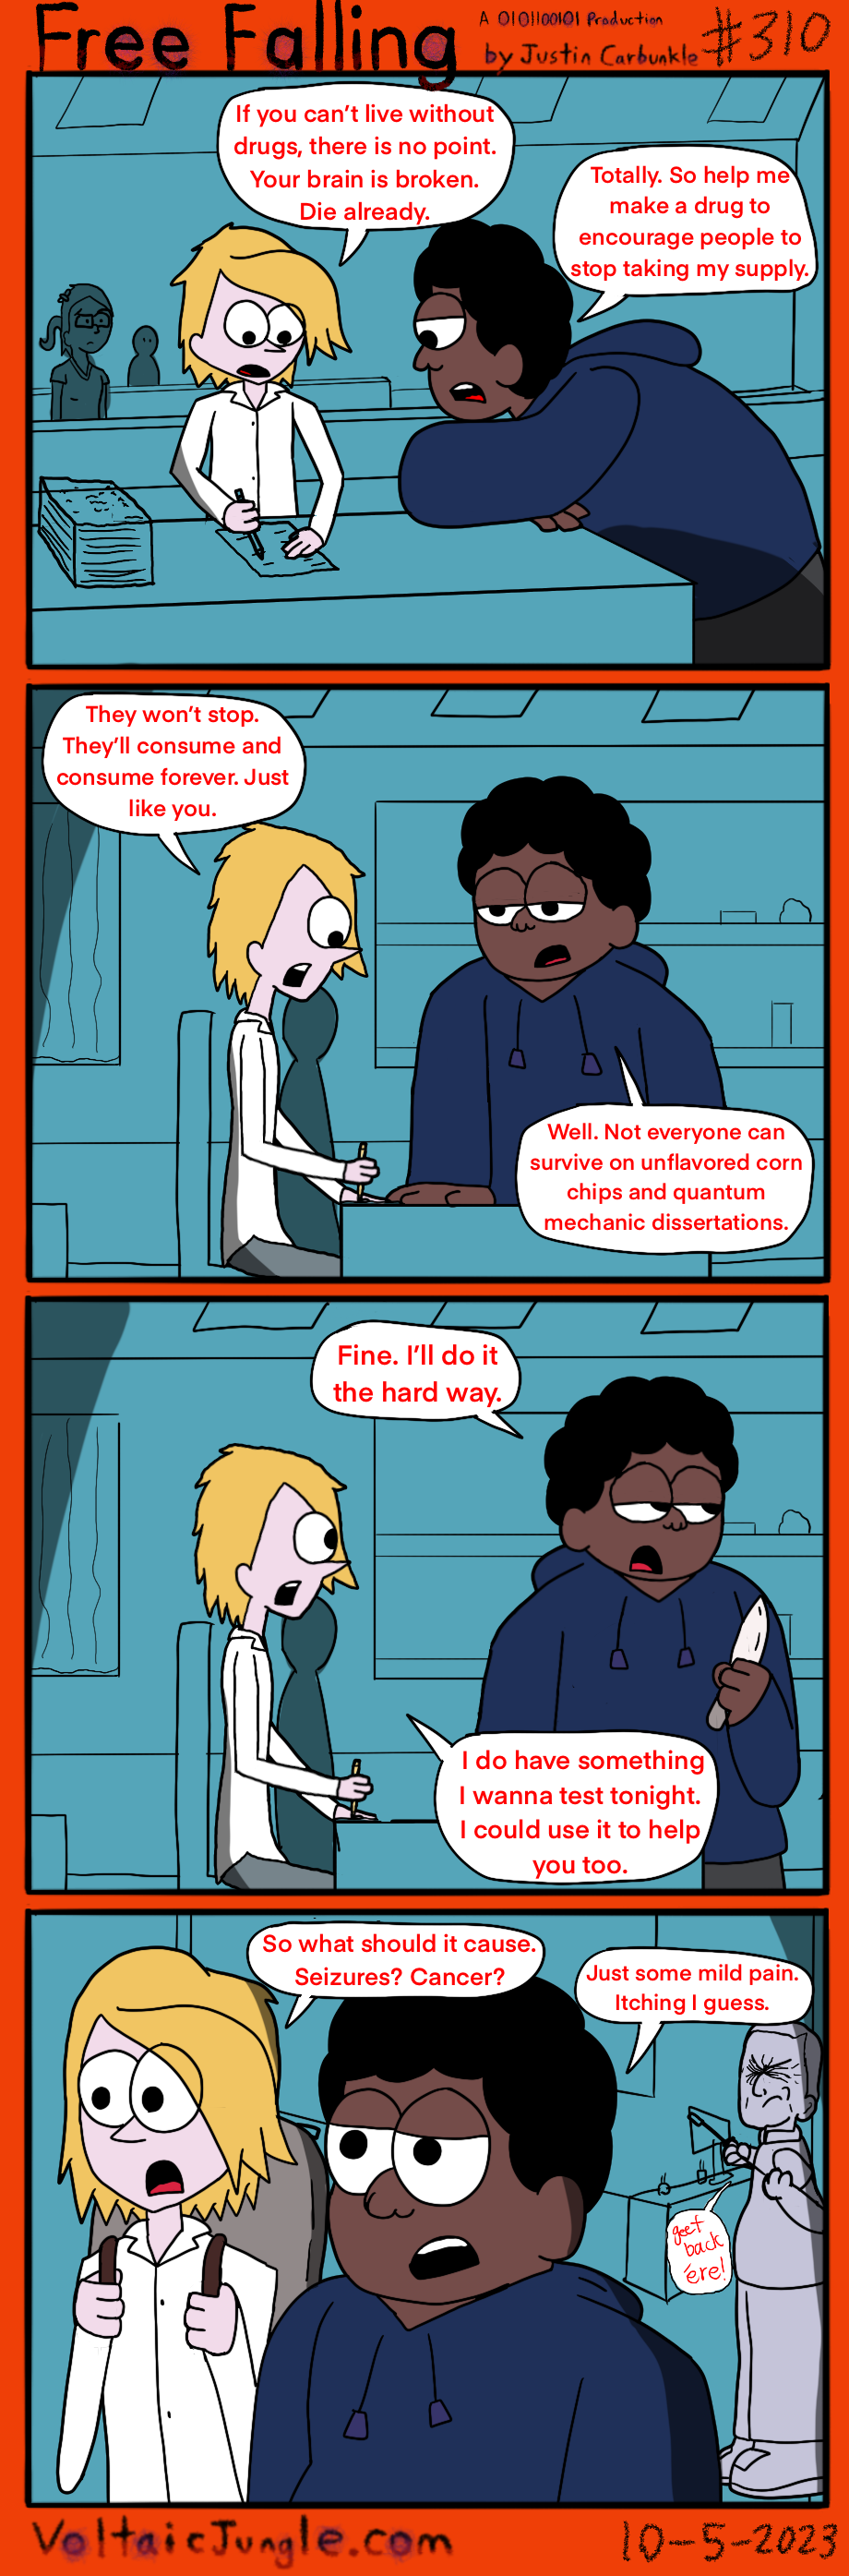 Free Falling
A 0101100101 Production
by Justin Carbunkle
#310
If you can't live without
drugs, there is no point.
Your brain is broken.
Die already.
Totally. So help me
make a drug to
encourage people to
stop taking my supply.
They won't stop.
They'll consume and
consume forever. Just
like you.
Well. Not everyone can
survive on unflavored corn
chips and quantum
mechanic dissertations.
Fine. I'll do it
the hard way.
I do have something
I wanna test tonight.
I could use it to help
you too.
So what should it cause.
Seizures? Cancer?
Just some mild pain.
Itching I guess.
geet
back
'ere!
VoltaicJungle.com
10-5-2023